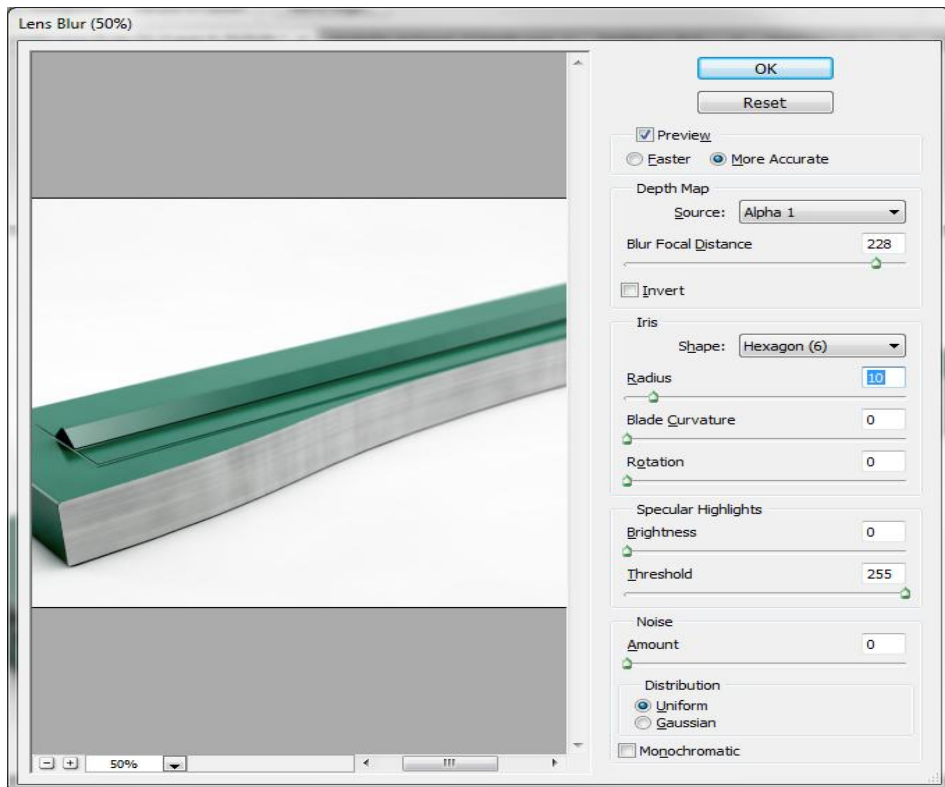 Lens Blur (50%)
OK
Reset
Preview
Faster More Accurate
Depth Map
Source: Alpha 1
Blur Focal Distance 228
Invert
Iris
Shape: Hexagon (6)
Radius 10
Blade Curvature 0
Rotation 0
Specular Highlights
Brightness 0
Threshold 255
Noise
Amount 0
Distribution
Uniform
Gaussian
Monochromatic
50%